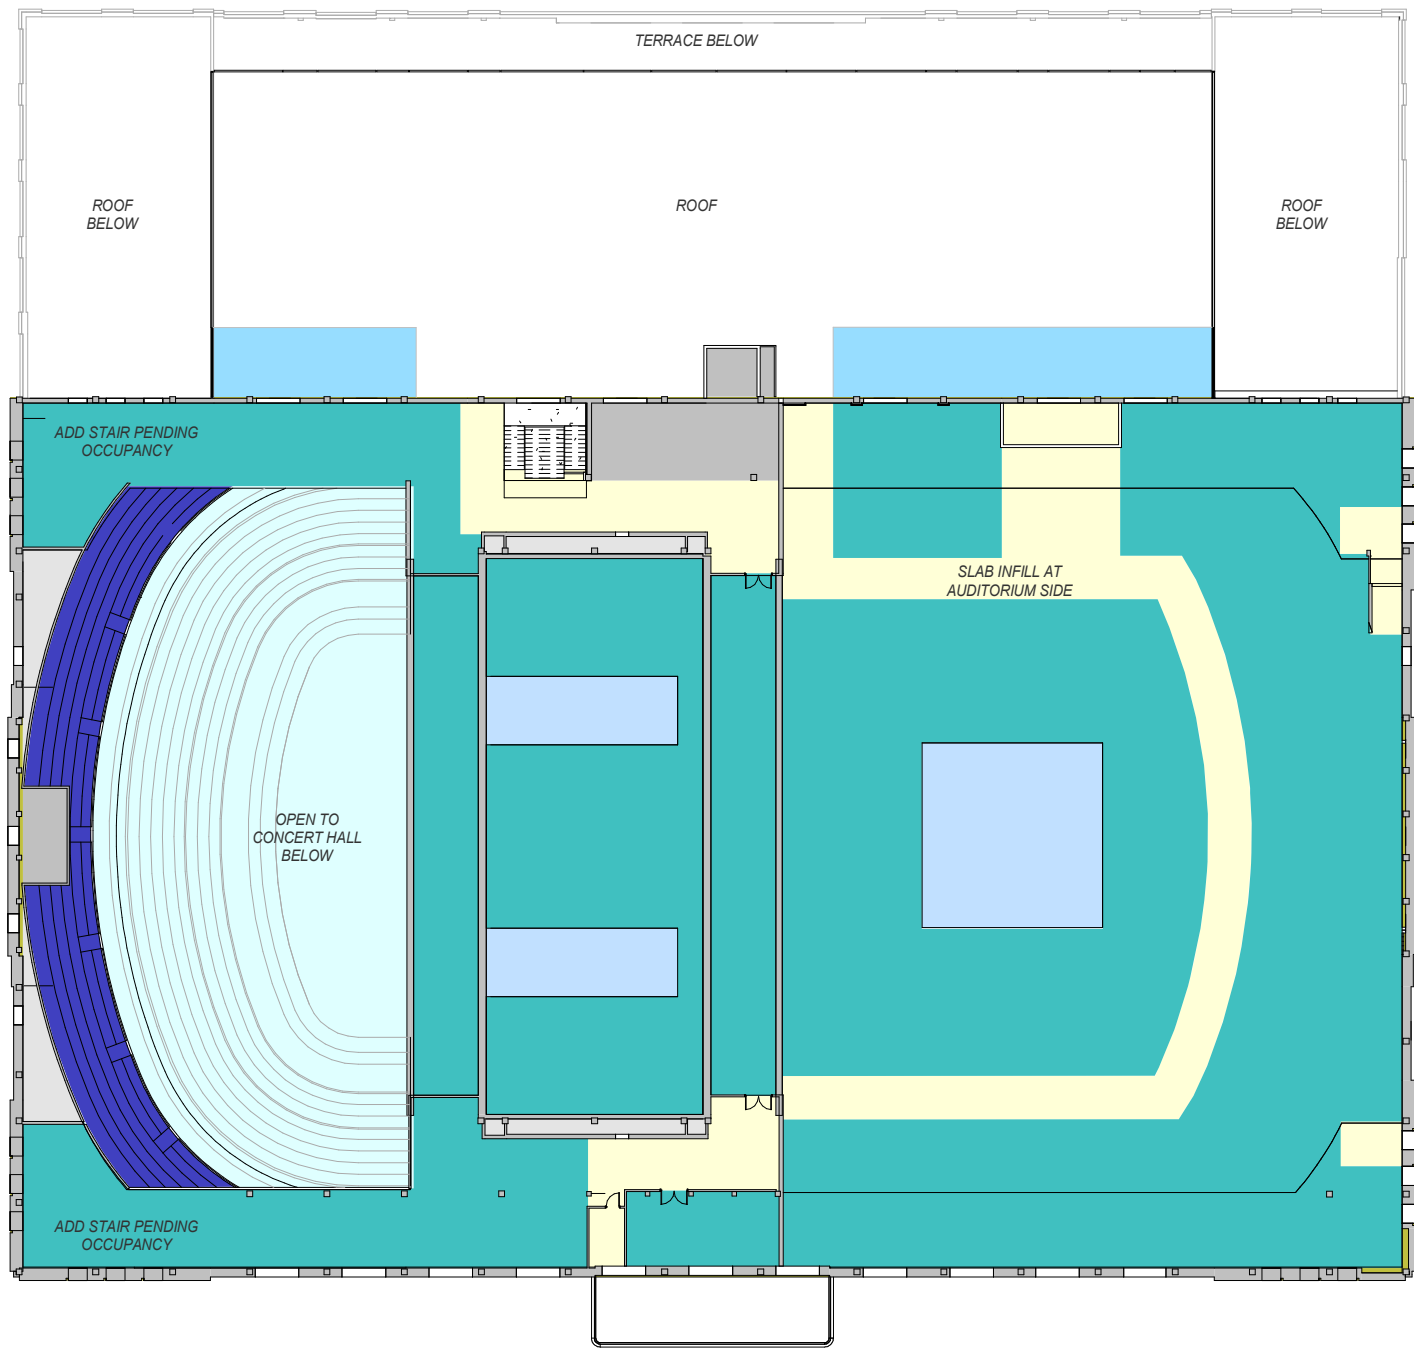 TERRACE BELOW
ROOF
BELOW
ROOF
ROOF
BELOW
ADD STAIR PENDING
OCCUPANCY
SLAB INFILL AT
AUDITORIUM SIDE
OPEN TO
CONCERT HALL
BELOW
ADD STAIR PENDING
OCCUPANCY